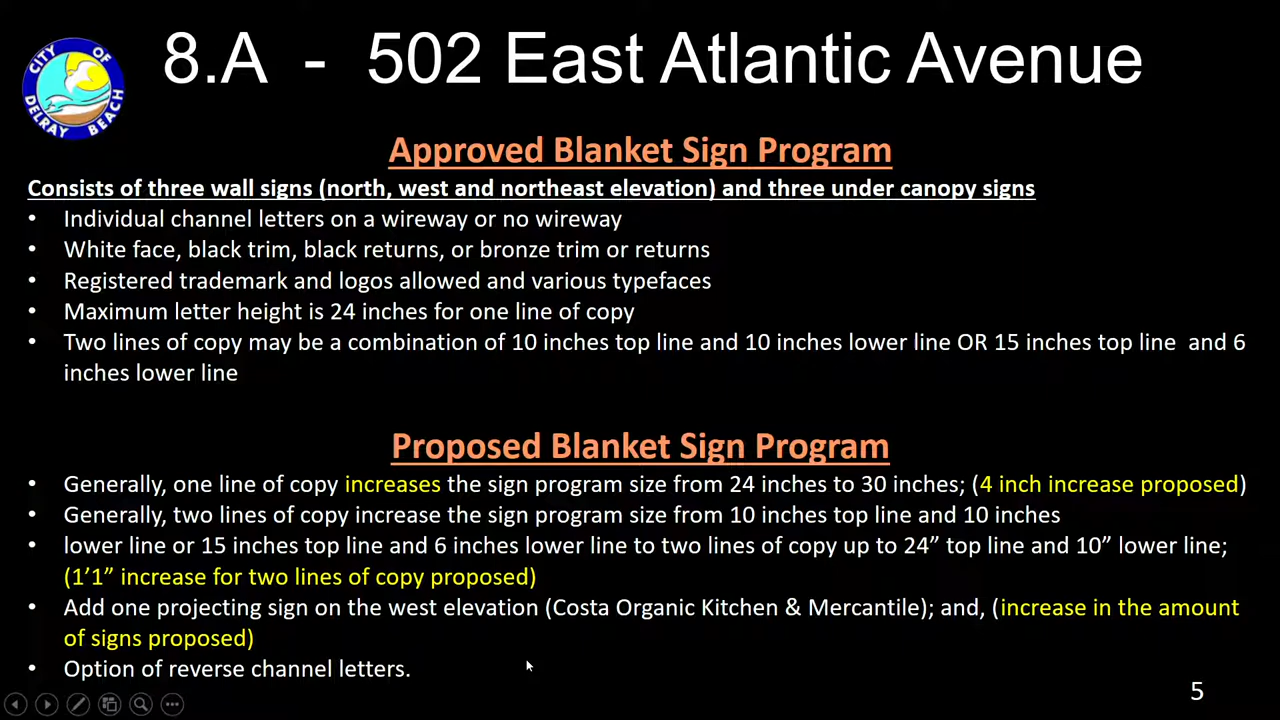 CITY OF
DELRAY BEACH
8.A - 502 East Atlantic Avenue
Approved Blanket Sign Program
Consists of three wall signs (north, west and northeast elevation) and three under canopy signs
• Individual channel letters on a wireway or no wireway
• White face, black trim, black returns, or bronze trim or returns
• Registered trademark and logos allowed and various typefaces
• Maximum letter height is 24 inches for one line of copy
• Two lines of copy may be a combination of 10 inches top line and 10 inches lower line OR 15 inches top line and 6
inches lower line
Proposed Blanket Sign Program
• Generally, one line of copy increases the sign program size from 24 inches to 30 inches; (4 inch increase proposed)
• Generally, two lines of copy increase the sign program size from 10 inches top line and 10 inches
• lower line or 15 inches top line and 6 inches lower line to two lines of copy up to 24” top line and 10” lower line;
(1’1” increase for two lines of copy proposed)
• Add one projecting sign on the west elevation (Costa Organic Kitchen & Mercantile); and, (increase in the amount
of signs proposed)
• Option of reverse channel letters.
5